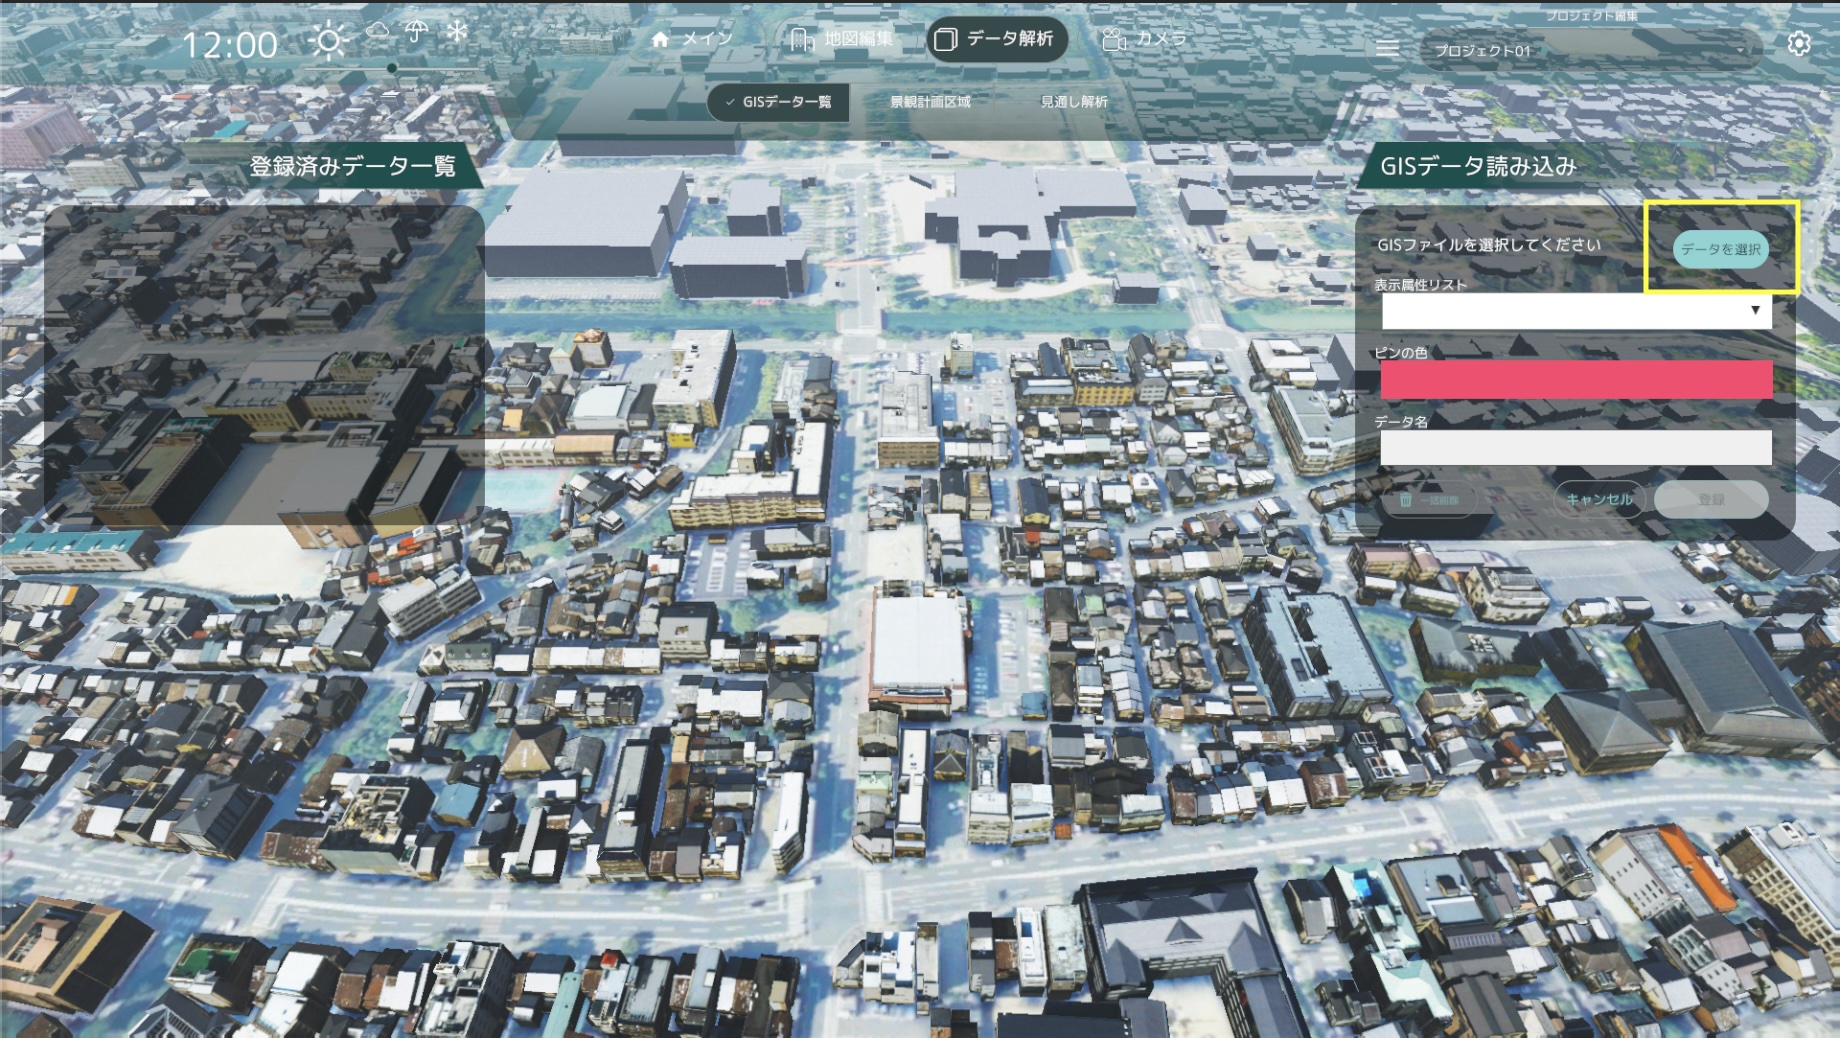 プロジェクト編集
12:00
メイン
地図編集
データ解析
カメラ
プロジェクト01
GISデータ一覧
景観計画区域
見通し解析
登録済みデータ一覧
GISデータ読み込み
GISファイルを選択してください
データを選択
表示属性リスト
ピンの色
データ名
キャンセル
登録